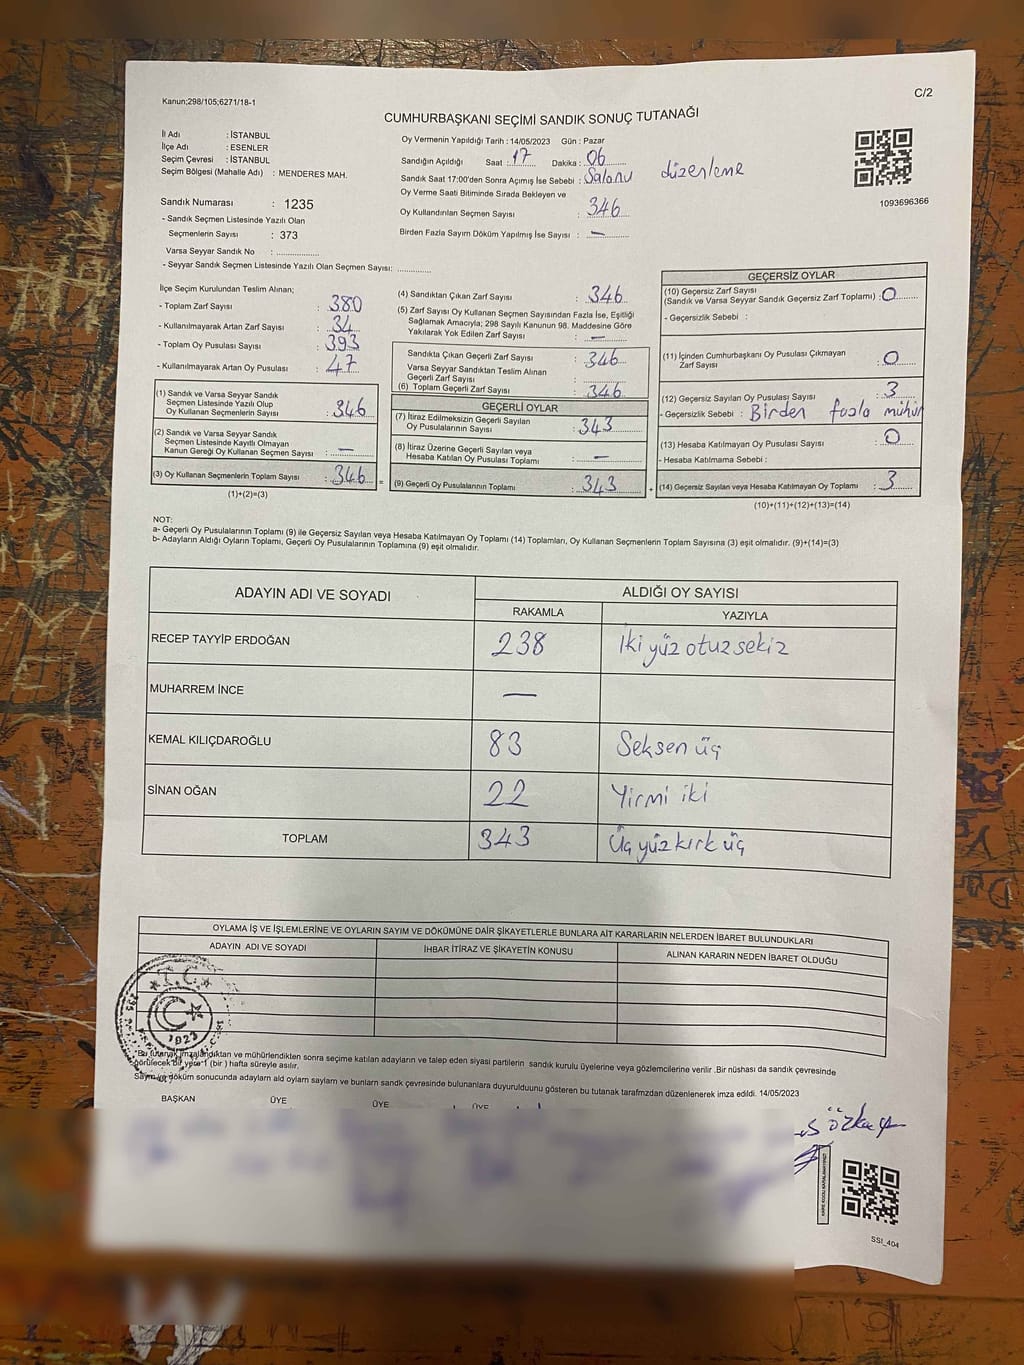 Kanun;298/105;6271/18-1
C/2
CUMHURBAŞKANI SEÇİMİ SANDIK SONUÇ TUTANAĞI
İl Adı : İSTANBUL
İlçe Adı : ESENLER
Seçim Çevresi : İSTANBUL
Seçim Bölgesi (Mahalle Adı) : MENDERES MAH.
Sandık Numarası : 1235
- Sandık Seçmen Listesinde Yazılı Olan
Seçmenlerin Sayısı : 373
Varsa Seyyar Sandık No : ....................
- Seyyar Sandık Seçmen Listesinde Yazılı Olan Seçmen Sayısı: ................
Oy Vermenin Yapıldığı Tarih : 14/05/2023 Gün : Pazar
Sandığın Açıldığı Saat : 17 Dakika : 06
Sandık Saat 17:00'den Sonra Açımış İse Sebebi : Salonu düzenleme
Oy Verme Saati Bitiminde Sırada Bekleyen ve
Oy Kullandırılan Seçmen Sayısı : 346
Birden Fazla Sayım Döküm Yapılmış İse Sayısı : —
1093696366
İlçe Seçim Kurulundan Teslim Alınan;
- Toplam Zarf Sayısı : 380
- Kullanılmayarak Artan Zarf Sayısı : 34
- Toplam Oy Pusulası Sayısı : 393
- Kullanılmayarak Artan Oy Pusulası : 47
(1) Sandık ve Varsa Seyyar Sandık
Seçmen Listesinde Yazılı Olup
Oy Kullanan Seçmenlerin Sayısı : 346
(2) Sandık ve Varsa Seyyar Sandık
Seçmen Listesinde Kayıtlı Olmayan
Kanun Gereği Oy Kullanan Seçmen Sayısı : —
(3) Oy Kullanan Seçmenlerin Toplam Sayısı : 346 =
(1)+(2)=(3)
(4) Sandıktan Çıkan Zarf Sayısı : 346
(5) Zarf Sayısı Oy Kullanan Seçmen Sayısından Fazla İse, Eşitliği
Sağlamak Amacıyla; 298 Sayılı Kanunun 98. Maddesine Göre
Yakılarak Yok Edilen Zarf Sayısı : —
Sandıkta Çıkan Geçerli Zarf Sayısı : 346
Varsa Seyyar Sandıktan Teslim Alınan
Geçerli Zarf Sayısı :
(6) Toplam Geçerli Zarf Sayısı : 346
GEÇERLİ OYLAR
(7) İtiraz Edilmeksizin Geçerli Sayılan
Oy Pusulalarının Sayısı : 343
(8) İtiraz Üzerine Geçerli Sayılan veya
Hesaba Katılan Oy Pusulası Toplamı : —
(9) Geçerli Oy Pusulalarının Toplamı : 343 +
GEÇERSİZ OYLAR
(10) Geçersiz Zarf Sayısı
(Sandık ve Varsa Seyyar Sandık Geçersiz Zarf Toplamı) : 0
- Geçersizlik Sebebi :
(11) İçinden Cumhurbaşkanı Oy Pusulası Çıkmayan
Zarf Sayısı : 0
(12) Geçersiz Sayılan Oy Pusulası Sayısı : 3
- Geçersizlik Sebebi : Birden fazla mühür
(13) Hesaba Katılmayan Oy Pusulası Sayısı : 0
- Hesaba Katılmama Sebebi :
(14) Geçersiz Sayılan veya Hesaba Katılmayan Oy Toplamı : 3
(10)+(11)+(12)+(13)=(14)
NOT:
a- Geçerli Oy Pusulalarının Toplamı (9) ile Geçersiz Sayılan veya Hesaba Katılmayan Oy Toplamı (14) Toplamları, Oy Kullanan Seçmenlerin Toplam Sayısına (3) eşit olmalıdır. (9)+(14)=(3)
b- Adayların Aldığı Oyların Toplamı, Geçerli Oy Pusulalarının Toplamına (9) eşit olmalıdır.
ADAYIN ADI VE SOYADI ALDIĞI OY SAYISI
RAKAMLA YAZIYLA
RECEP TAYYİP ERDOĞAN 238 İki yüz otuz sekiz
MUHARREM İNCE —
KEMAL KILIÇDAROĞLU 83 Seksen üç
SİNAN OĞAN 22 Yirmi iki
TOPLAM 343 Üç yüz kırk üç
OYLAMA İŞ VE İŞLEMLERİNE VE OYLARIN SAYIM VE DÖKÜMÜNE DAİR ŞİKAYETLERLE BUNLARA AİT KARARLARIN NELERDEN İBARET BULUNDUKLARI
ADAYIN ADI VE SOYADI İHBAR İTİRAZ VE ŞİKAYETİN KONUSU ALINAN KARARIN NEDEN İBARET OLDUĞU
T.C.
1923
"Bu tutanak imzalandıktan ve mühürlendikten sonra seçime katılan adayların ve talep eden siyasi partilerin sandık kurulu üyelerine veya gözlemcilerine verilir .Bir nüshası da sandık çevresinde
görülecek bir yere 1 (bir ) hafta süreyle asılır.
Sayım ve döküm sonucunda adayların ald oyların sayları ve bunların sandk çevresinde bulunanlara duyurulduunu gösteren bu tutanak tarafmzdan düzenlenerek imza edildi. 14/05/2023
BAŞKAN ÜYE ÜYE ÜYE
SSI_404